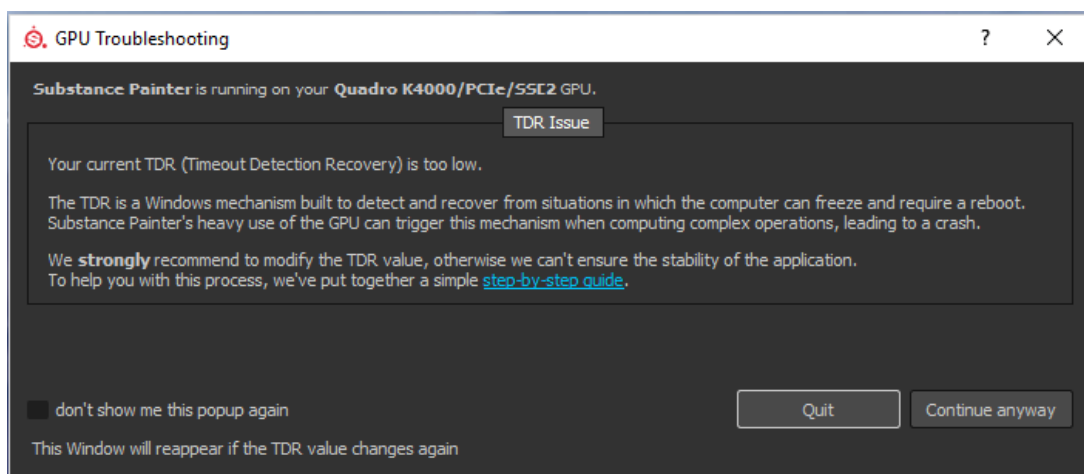 GPU Troubleshooting
Substance Painter is running on your Quadro K4000/PCIe/SSE2 GPU.
TDR Issue
Your current TDR (Timeout Detection Recovery) is too low.
The TDR is a Windows mechanism built to detect and recover from situations in which the computer can freeze and require a reboot.
Substance Painter's heavy use of the GPU can trigger this mechanism when computing complex operations, leading to a crash.
We strongly recommend to modify the TDR value, otherwise we can't ensure the stability of the application.
To help you with this process, we've put together a simple step-by-step guide.
don't show me this popup again
Quit
Continue anyway
This Window will reappear if the TDR value changes again